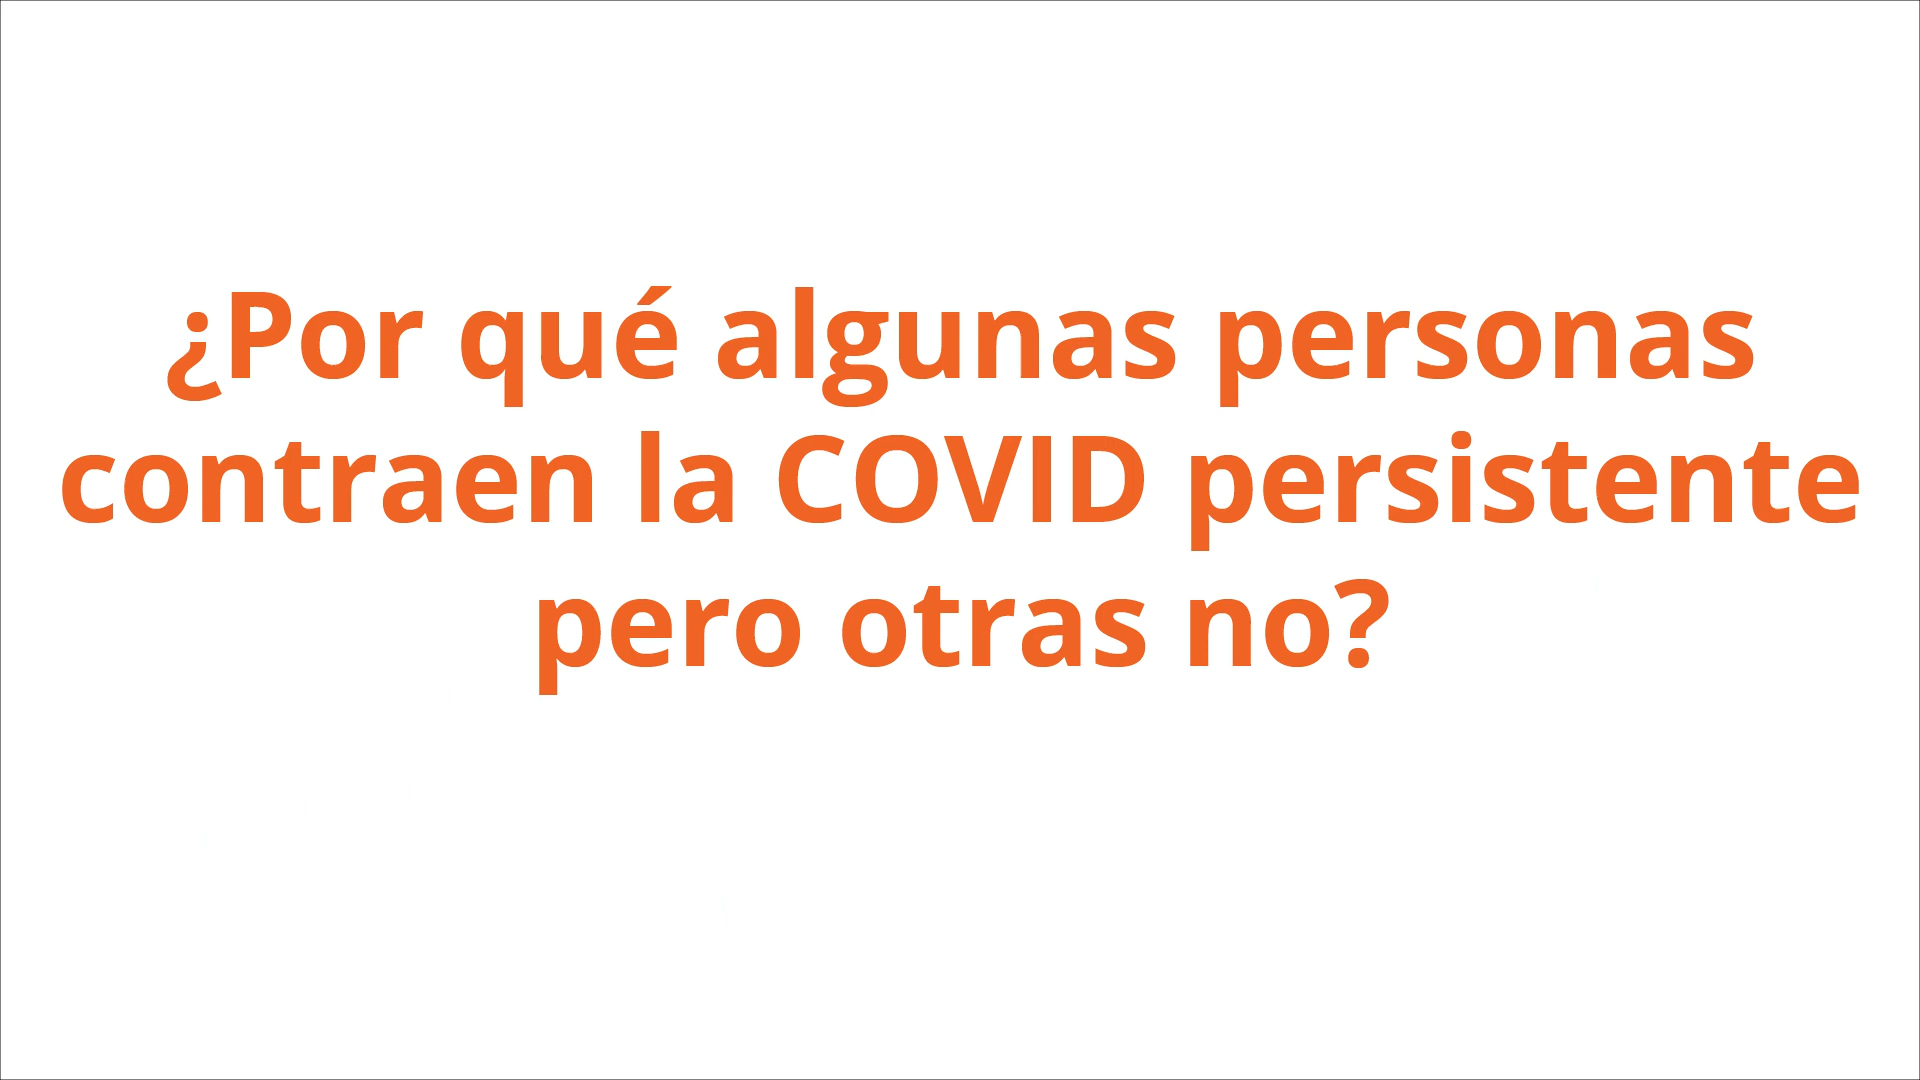 ¿Por qué algunas personas
contraen la COVID persistente
pero otras no?